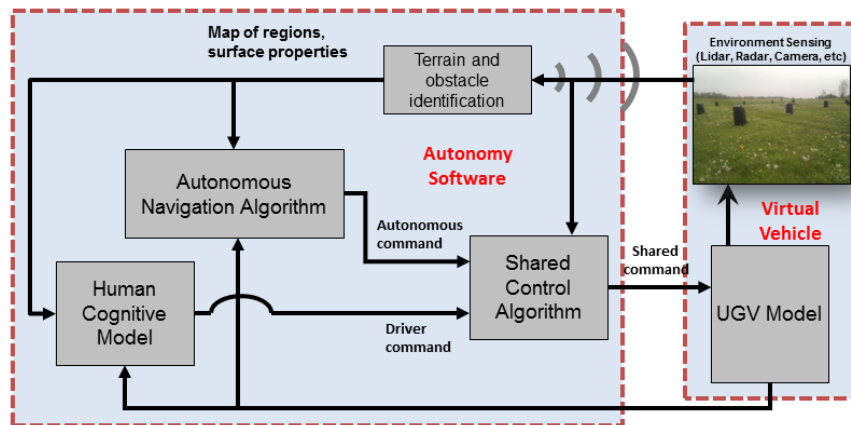 Map of regions,
surface properties
Terrain and
obstacle
identification
Environment Sensing
(Lidar, Radar, Camera, etc)
Autonomy
Software
Autonomous
Navigation Algorithm
Autonomous
command
Virtual
Vehicle
Shared
command
Shared
Control
Algorithm
Human
Cognitive
Model
Driver
command
UGV Model